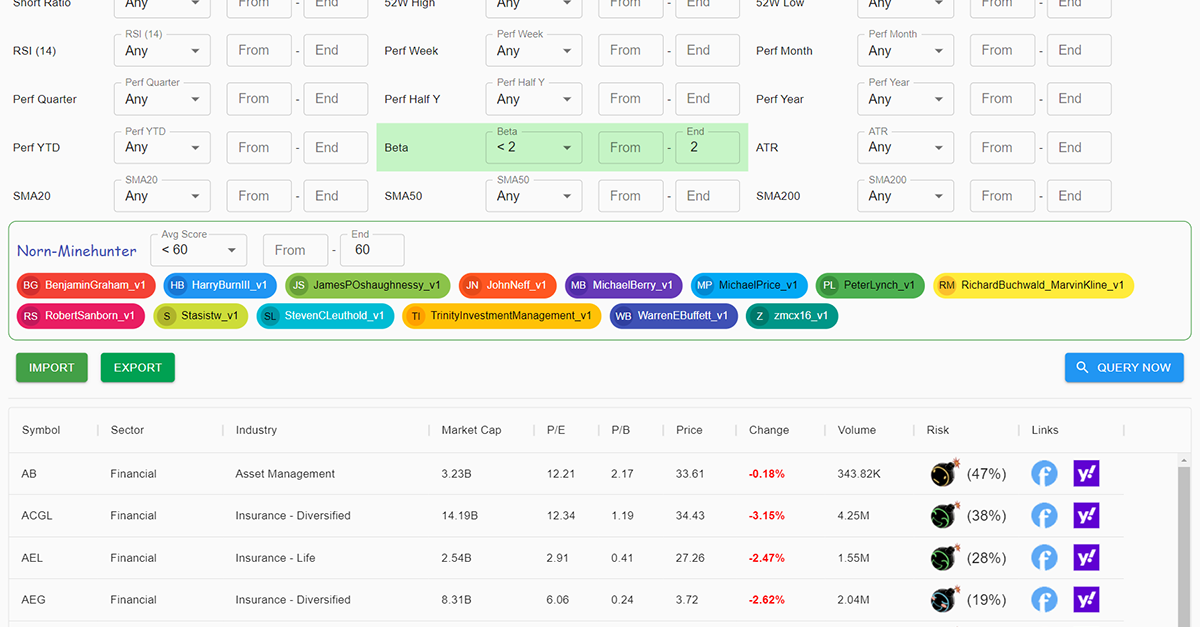 Short Ratio Any From - End 52W High Any From - End 52W Low Any From - End
RSI (14) Perf Week Perf Month
RSI (14) Any From - End Perf Week Any From - End Perf Month Any From - End
Perf Quarter Perf Half Y Perf Year
Perf Quarter Any From - End Perf Half Y Any From - End Perf Year Any From - End
Perf YTD Beta End ATR
Perf YTD Any From - End Beta < 2 From - 2 ATR Any From - End
SMA20 SMA50 SMA200
SMA20 Any From - End SMA50 Any From - End SMA200 Any From - End
Avg Score End
Norn-Minehunter < 60 From - 60
BG BenjaminGraham_v1 HB HarryBurnIII_v1 JS JamesPOshaughnessy_v1 JN JohnNeff_v1 MB MichaelBerry_v1 MP MichaelPrice_v1 PL PeterLynch_v1 RM RichardBuchwald_MarvinKline_v1
RS RobertSanborn_v1 S Stasistw_v1 SL StevenCLeuthold_v1 TI TrinityInvestmentManagement_v1 WB WarrenEBuffett_v1 Z zmcx16_v1
IMPORT EXPORT QUERY NOW
Symbol Sector Industry Market Cap P/E P/B Price Change Volume Risk Links
AB Financial Asset Management 3.23B 12.21 2.17 33.61 -0.18% 343.82K (47%) f y!
ACGL Financial Insurance - Diversified 14.19B 12.34 1.19 34.43 -3.15% 4.25M (38%) f y!
AEL Financial Insurance - Life 2.54B 2.91 0.41 27.26 -2.47% 1.55M (28%) f y!
AEG Financial Insurance - Diversified 8.31B 6.06 0.24 3.72 -2.62% 2.04M (19%) f y!